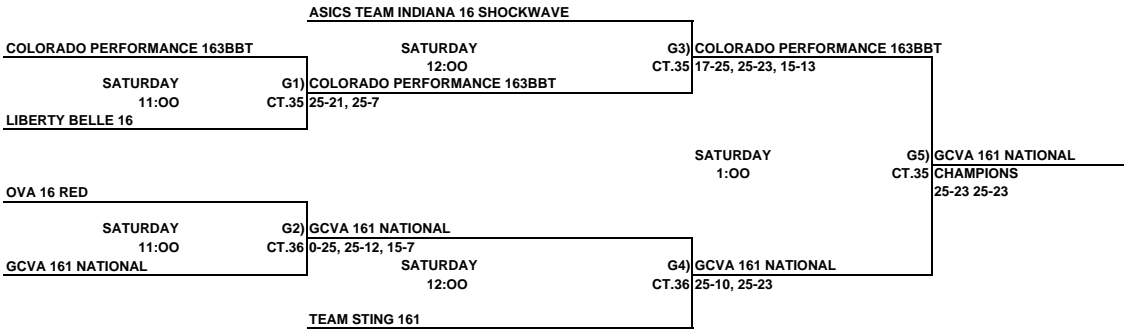 ASICS TEAM INDIANA 16 SHOCKWAVE
COLORADO PERFORMANCE 163BBT SATURDAY G3) COLORADO PERFORMANCE 163BBT
12:OO CT.35 17-25, 25-23, 15-13
SATURDAY G1) COLORADO PERFORMANCE 163BBT
11:OO CT.35 25-21, 25-7
LIBERTY BELLE 16
SATURDAY G5) GCVA 161 NATIONAL
1:OO CT.35 CHAMPIONS
OVA 16 RED 25-23 25-23
SATURDAY G2) GCVA 161 NATIONAL
11:OO CT.36 0-25, 25-12, 15-7
GCVA 161 NATIONAL SATURDAY G4) GCVA 161 NATIONAL
12:OO CT.36 25-10, 25-23
TEAM STING 161